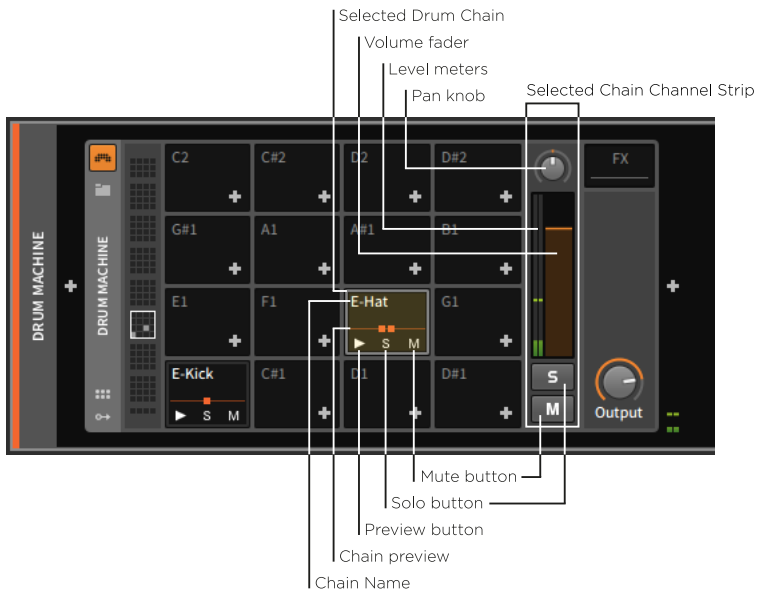 Selected Drum Chain
Volume fader
Level meters
Pan knob
Selected Chain Channel Strip
DRUM MACHINE
DRUM MACHINE
C2
C#2
D2
D#2
FX
G#1
A1
A#1
B1
E1
F1
E-Hat
G1
S M
E-Kick
C#1
D1
D#1
S M
S
M
Output
Mute button
Solo button
Preview button
Chain preview
Chain Name